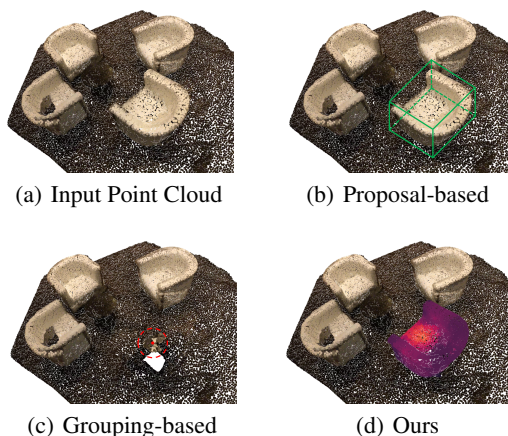 (a) Input Point Cloud
(b) Proposal-based
(c) Grouping-based
(d) Ours